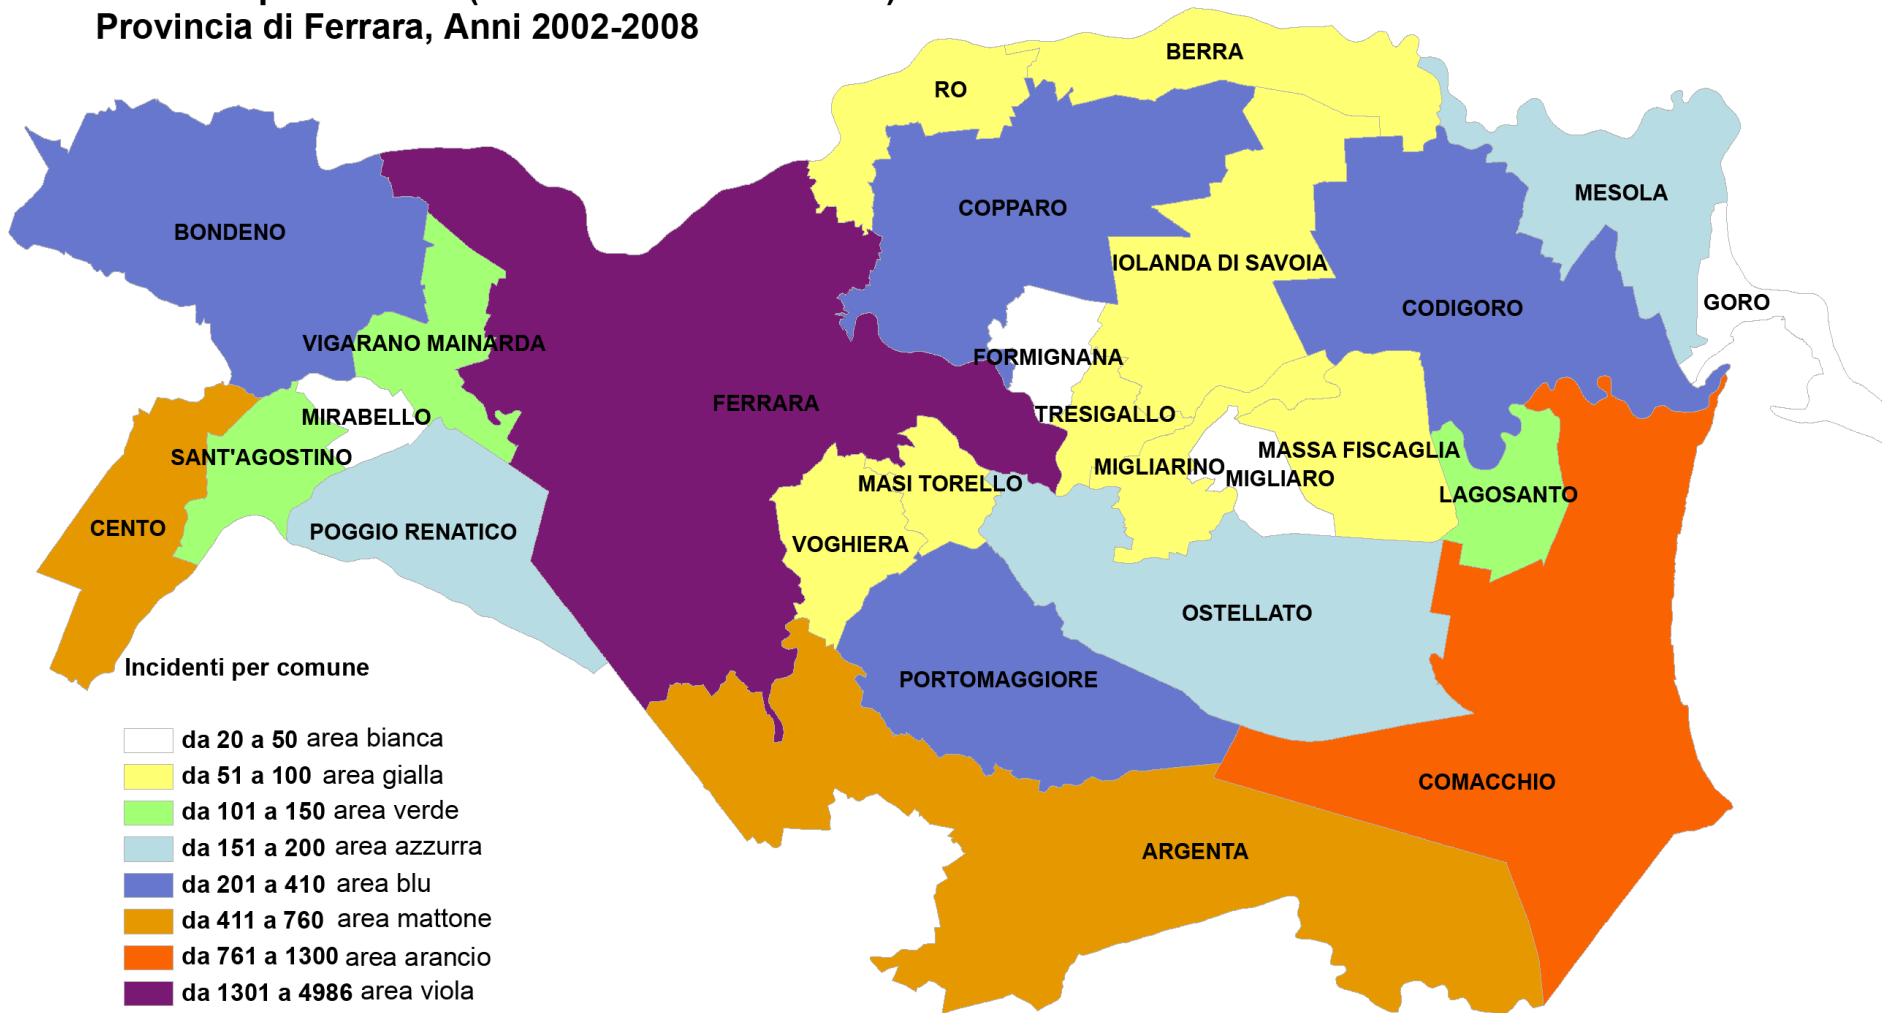 Provincia di Ferrara, Anni 2002-2008
BERRA
RO
MESOLA
COPPARO
BONDENO
IOLANDA DI SAVOIA
GORO
CODIGORO
VIGARANO MAINARDA
FORMIGNANA
FERRARA
TRESIGALLO
MIRABELLO
MASSA FISCAGLIA
SANT'AGOSTINO
MIGLIARINO
MIGLIARO
MASI TORELLO
LAGOSANTO
CENTO
POGGIO RENATICO
VOGHIERA
OSTELLATO
PORTOMAGGIORE
COMACCHIO
ARGENTA
Incidenti per comune
da 20 a 50 area bianca
da 51 a 100 area gialla
da 101 a 150 area verde
da 151 a 200 area azzurra
da 201 a 410 area blu
da 411 a 760 area mattone
da 761 a 1300 area arancio
da 1301 a 4986 area viola